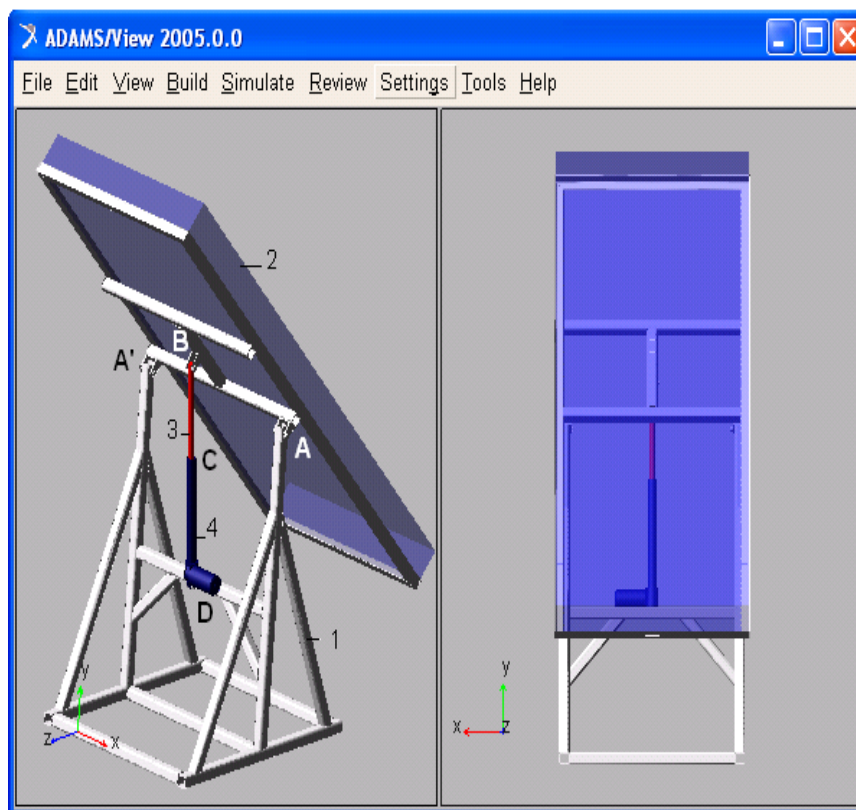 ADAMS/View 2005.0.0
File Edit View Build Simulate Review Settings Tools Help
2
B
A'
3
A
C
4
D
1
y
z
x
y
x
z